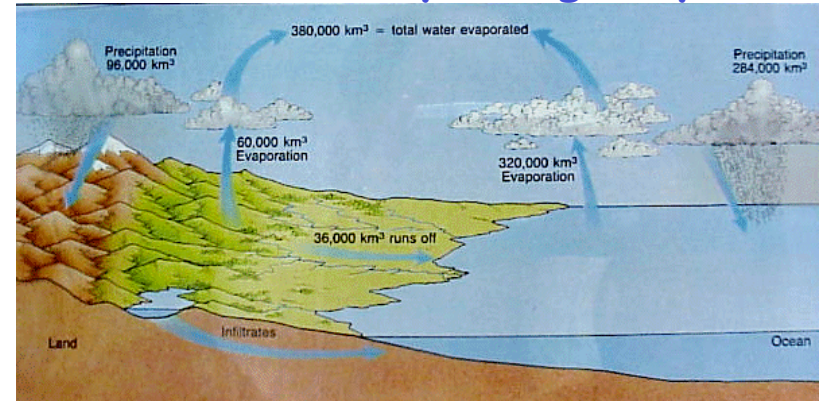 380,000 km³ = total water evaporated
Precipitation
96,000 km³
Precipitation
284,000 km³
60,000 km³
Evaporation
320,000 km³
Evaporation
36,000 km³ runs off
Infiltrates
Land
Ocean